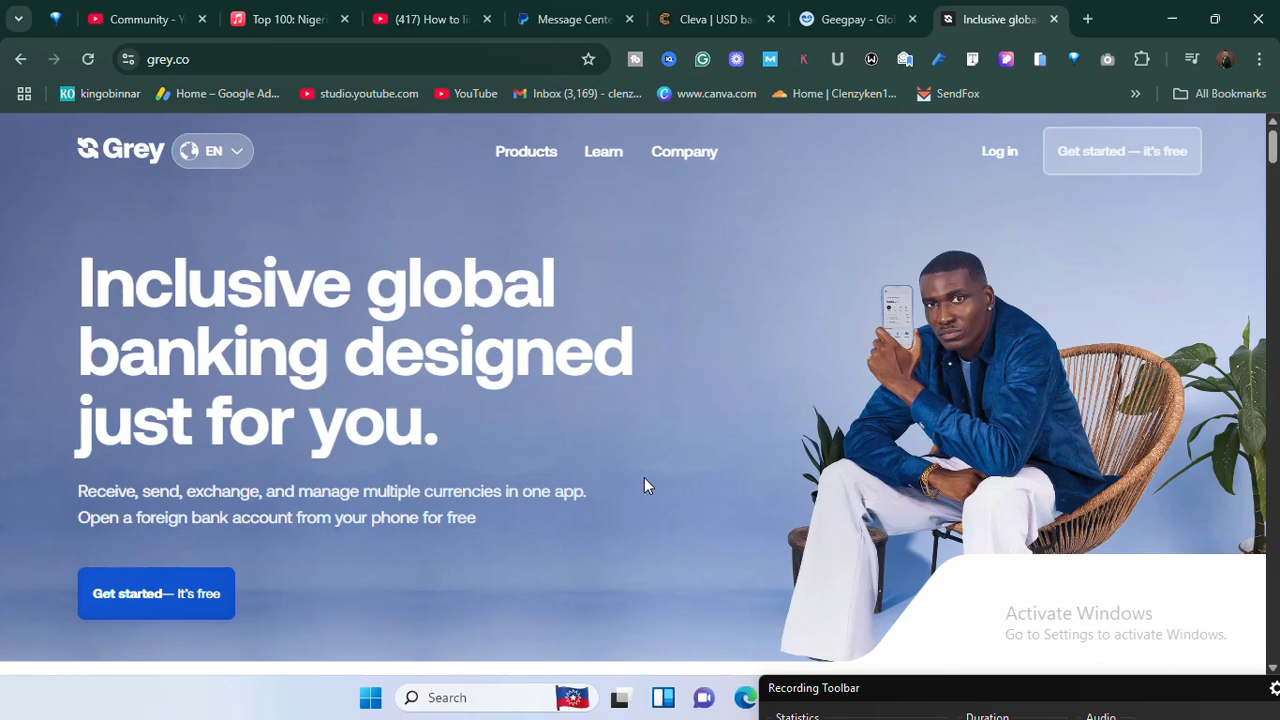 Community - Y
Top 100: Nigeri
(417) How to li
Message Cente
Cleva | USD ba
Geegpay - Glo
Inclusive globa
grey.co
kingobinnar
Home – Google Ad...
studio.youtube.com
YouTube
Inbox (3,169) - clenz...
www.canva.com
Home | Clenzyken1...
SendFox
All Bookmarks
Grey
EN
Products
Learn
Company
Log in
Get started — it's free
Inclusive global
banking designed
just for you.
Receive, send, exchange, and manage multiple currencies in one app.
Open a foreign bank account from your phone for free
Get started— It's free
Activate Windows
Go to Settings to activate Windows.
Search
Recording Toolbar
Statistics
Duration
Audio